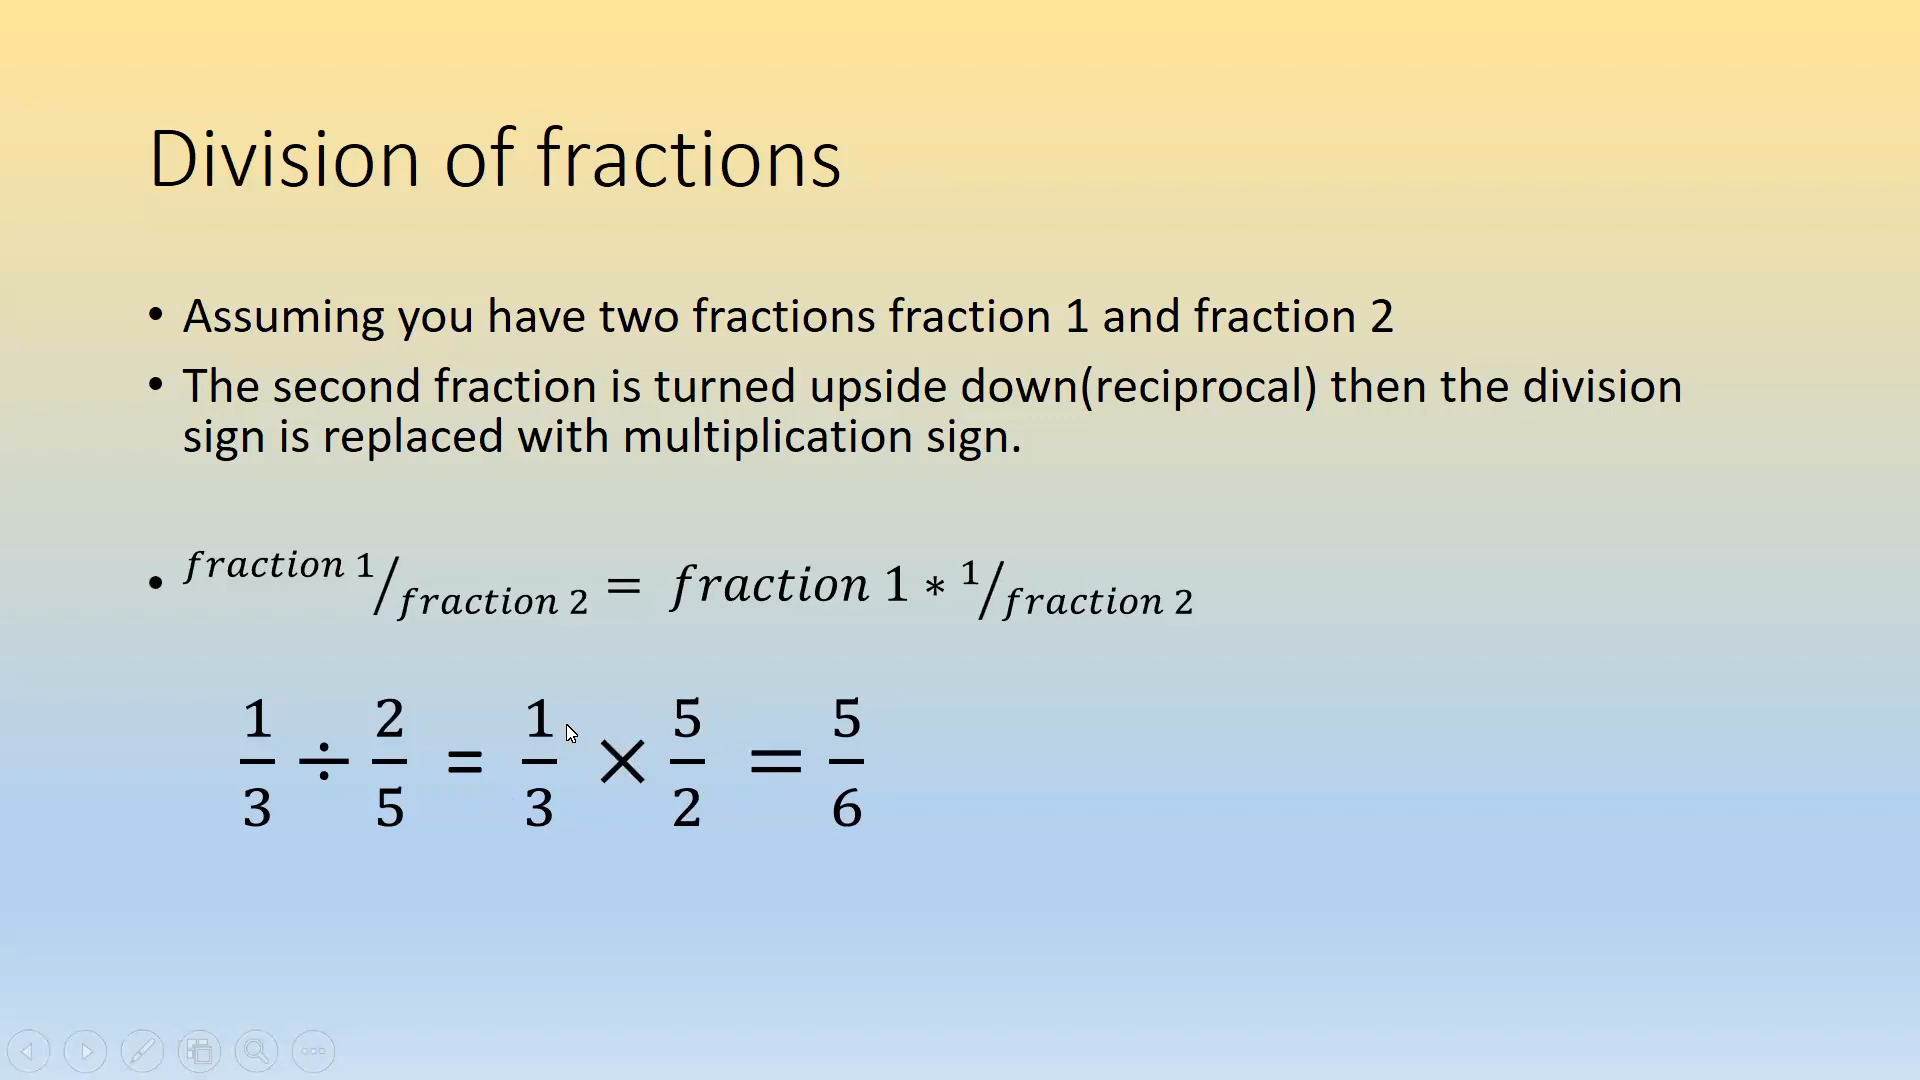 Division of fractions
• Assuming you have two fractions fraction 1 and fraction 2
• The second fraction is turned upside down(reciprocal) then the division
sign is replaced with multiplication sign.
• fraction 1/fraction 2 = fraction 1 * 1/fraction 2
1/3 ÷ 2/5 = 1/3 × 5/2 = 5/6